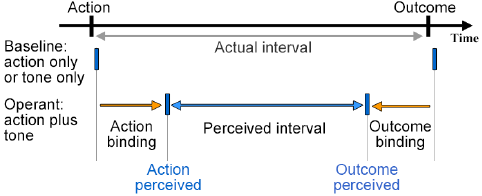 Action
Outcome
Time
Baseline:
action only
or tone only
Actual interval
Operant:
action plus
tone
Action
binding
Perceived interval
Outcome
binding
Action
perceived
Outcome
perceived